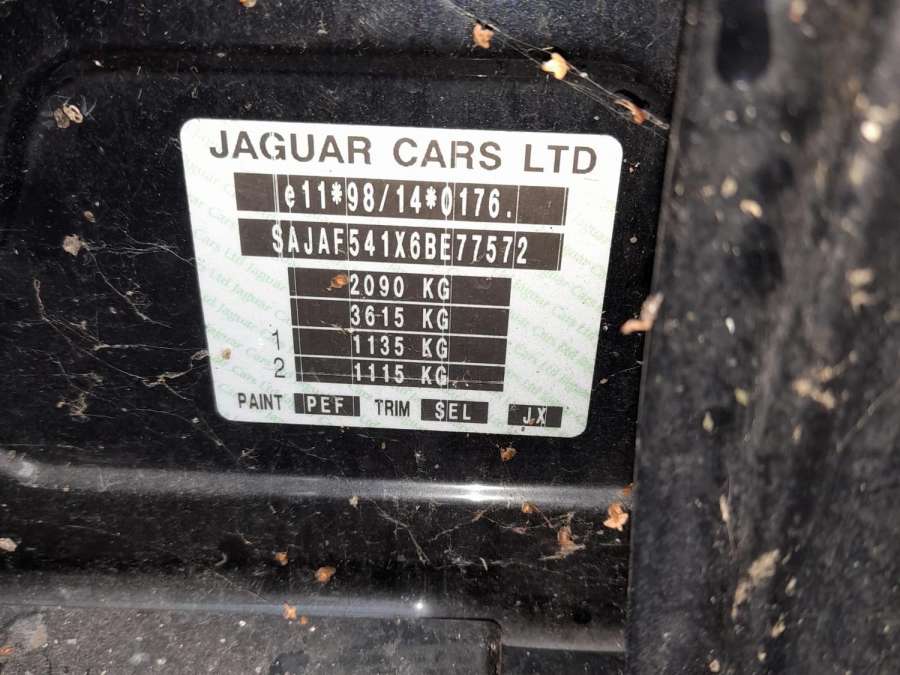 JAGUAR CARS LTD
e11*98/14*0176.
SAJAF541X6BE77572
2090 KG
3615 KG
1 1135 KG
2 1115 KG
PAINT PEF TRIM SEL JX